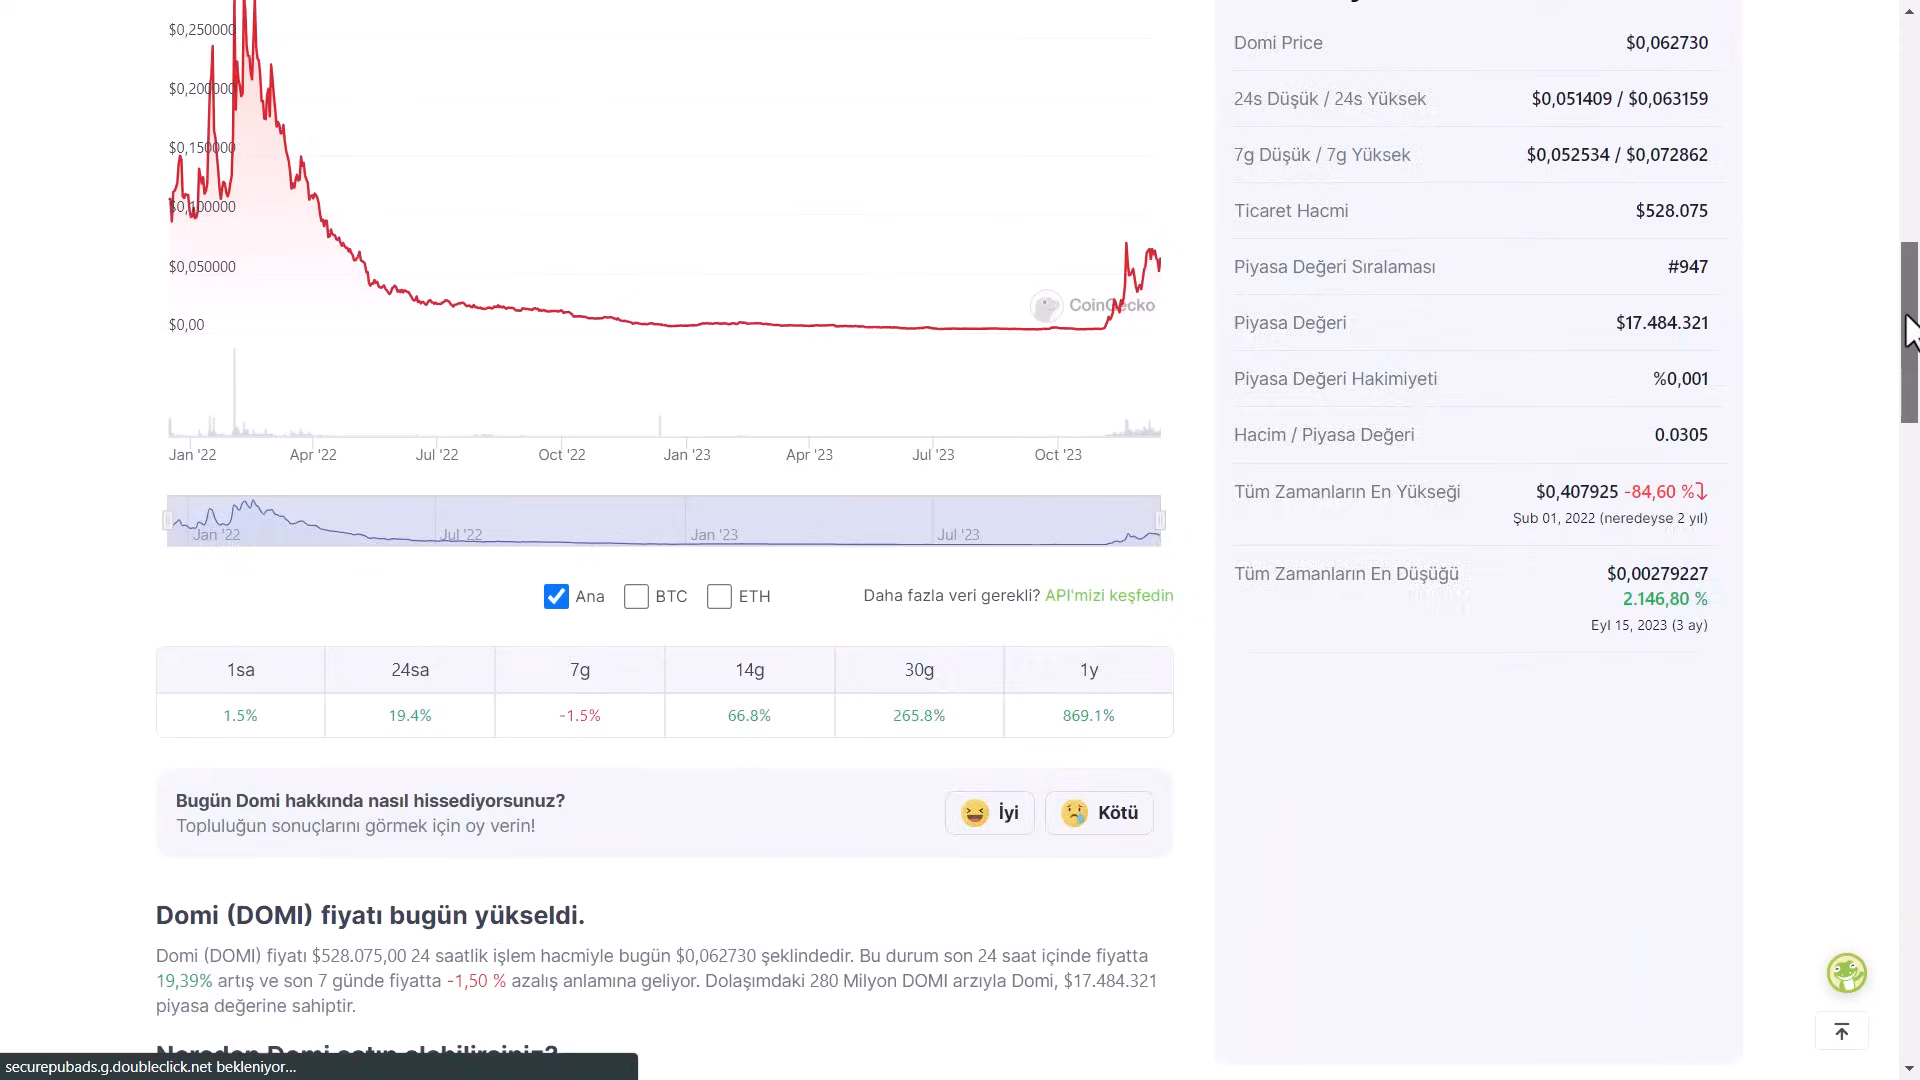 $0,250000
$0,200000
$0,150000
$0,100000
$0,050000
$0,00
CoinGecko
Jan '22 Apr '22 Jul '22 Oct '22 Jan '23 Apr '23 Jul '23 Oct '23
Jan '22 Jul '22 Jan '23 Jul '23
Ana BTC ETH Daha fazla veri gerekli? API'mizi keşfedin
1sa 24sa 7g 14g 30g 1y
1.5% 19.4% -1.5% 66.8% 265.8% 869.1%
Bugün Domi hakkında nasıl hissediyorsunuz?
Topluluğun sonuçlarını görmek için oy verin!
İyi Kötü
Domi (DOMI) fiyatı bugün yükseldi.
Domi (DOMI) fiyatı $528.075,00 24 saatlik işlem hacmiyle bugün $0,062730 şeklindedir. Bu durum son 24 saat içinde fiyatta
19,39% artış ve son 7 günde fiyatta -1,50 % azalış anlamına geliyor. Dolaşımdaki 280 Milyon DOMI arzıyla Domi, $17.484.321
piyasa değerine sahiptir.
Nereden Domi satın alabilirsiniz?
securepubads.g.doubleclick.net bekleniyor...
Domi Price $0,062730
24s Düşük / 24s Yüksek $0,051409 / $0,063159
7g Düşük / 7g Yüksek $0,052534 / $0,072862
Ticaret Hacmi $528.075
Piyasa Değeri Sıralaması #947
Piyasa Değeri $17.484.321
Piyasa Değeri Hakimiyeti %0,001
Hacim / Piyasa Değeri 0.0305
Tüm Zamanların En Yükseği $0,407925 -84,60 %
Şub 01, 2022 (neredeyse 2 yıl)
Tüm Zamanların En Düşüğü $0,00279227
2.146,80 %
Eyl 15, 2023 (3 ay)